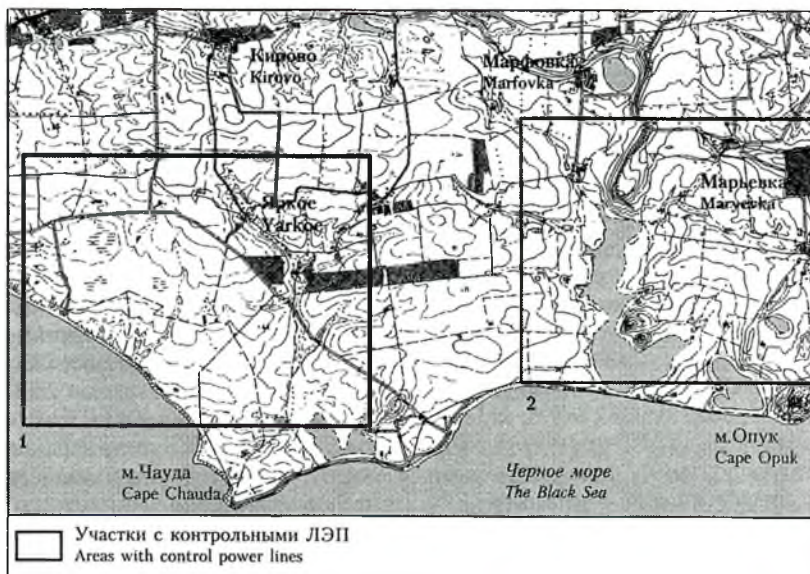 Кирово
Kirovo
Марфовка
Marfovka
Яркое
Yarkoe
Марьевка
Maryevka
1
2
м.Чауда
Cape Chauda
Черное море
The Black Sea
м.Опук
Cape Opuk
Участки с контрольными ЛЭП
Areas with control power lines